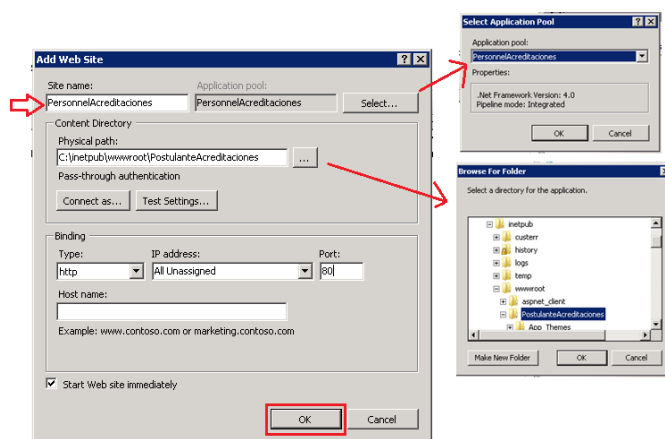 Add Web Site
Site name:
PersonnelAcreditaciones
Application pool:
PersonnelAcreditaciones
Select...
Content Directory
Physical path:
C:\inetpub\wwwroot\PostulanteAcreditaciones
...
Pass-through authentication
Connect as...
Test Settings...
Binding
Type:
IP address:
Port:
http
All Unassigned
80
Host name:
Example: www.contoso.com or marketing.contoso.com
Start Web site immediately
OK
Cancel
Select Application Pool
Application pool:
PersonnelAcreditaciones
Properties:
.Net Framework Version: 4.0
Pipeline mode: Integrated
OK
Cancel
Browse For Folder
Select a directory for the application.
inetpub
custerr
history
logs
temp
wwwroot
aspnet_client
PostulanteAcreditaciones
App_Themes
Make New Folder
OK
Cancel